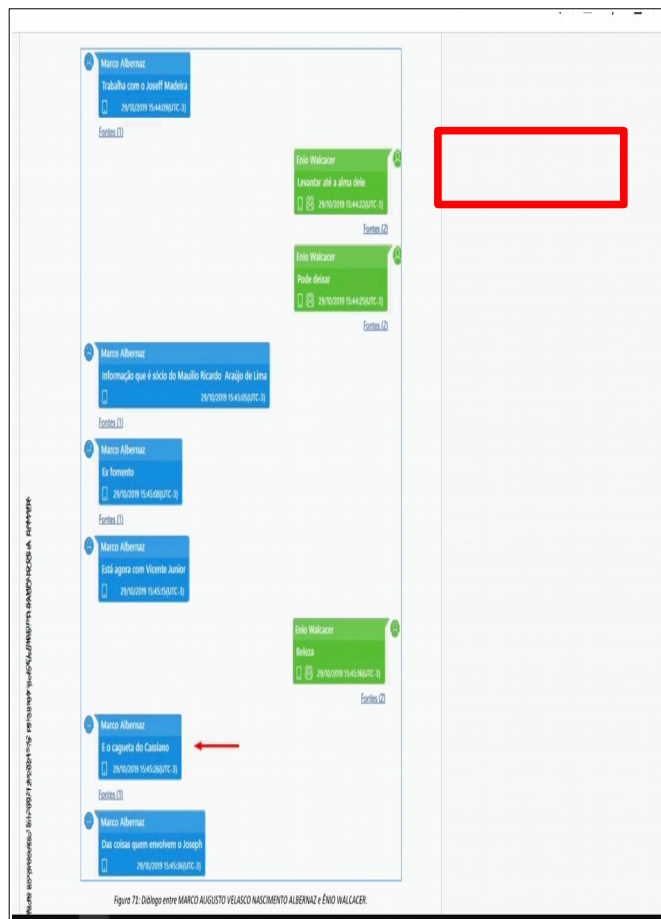 Marco Albernaz
Trabalha com o Joseff Madeira
29/10/2019 15:44:09(UTC-3)
Fontes (1)
Enio Walcacer
Levantar até a alma dele
29/10/2019 15:44:22(UTC-3)
Fontes (2)
Enio Walcacer
Pode deixar
29/10/2019 15:44:25(UTC-3)
Fontes (2)
Marco Albernaz
Informação que é sócio do Maullio Ricardo Araújo de Lima
29/10/2019 15:45:05(UTC-3)
Fontes (1)
Marco Albernaz
Ex fomento
29/10/2019 15:45:08(UTC-3)
Fontes (1)
Marco Albernaz
Está agora com Vicente Junior
29/10/2019 15:45:15(UTC-3)
Enio Walcacer
Beleza
29/10/2019 15:45:16(UTC-3)
Fontes (2)
Marco Albernaz
E o cagueta do Cassiano
29/10/2019 15:45:26(UTC-3)
Fontes (1)
Marco Albernaz
Das coisas quem envolvem o Joseph
29/10/2019 15:45:36(UTC-3)
Figura 71: Diálogo entre MARCO AUGUSTO VELASCO NASCIMENTO ALBERNAZ e ÊNIO WALCACER.